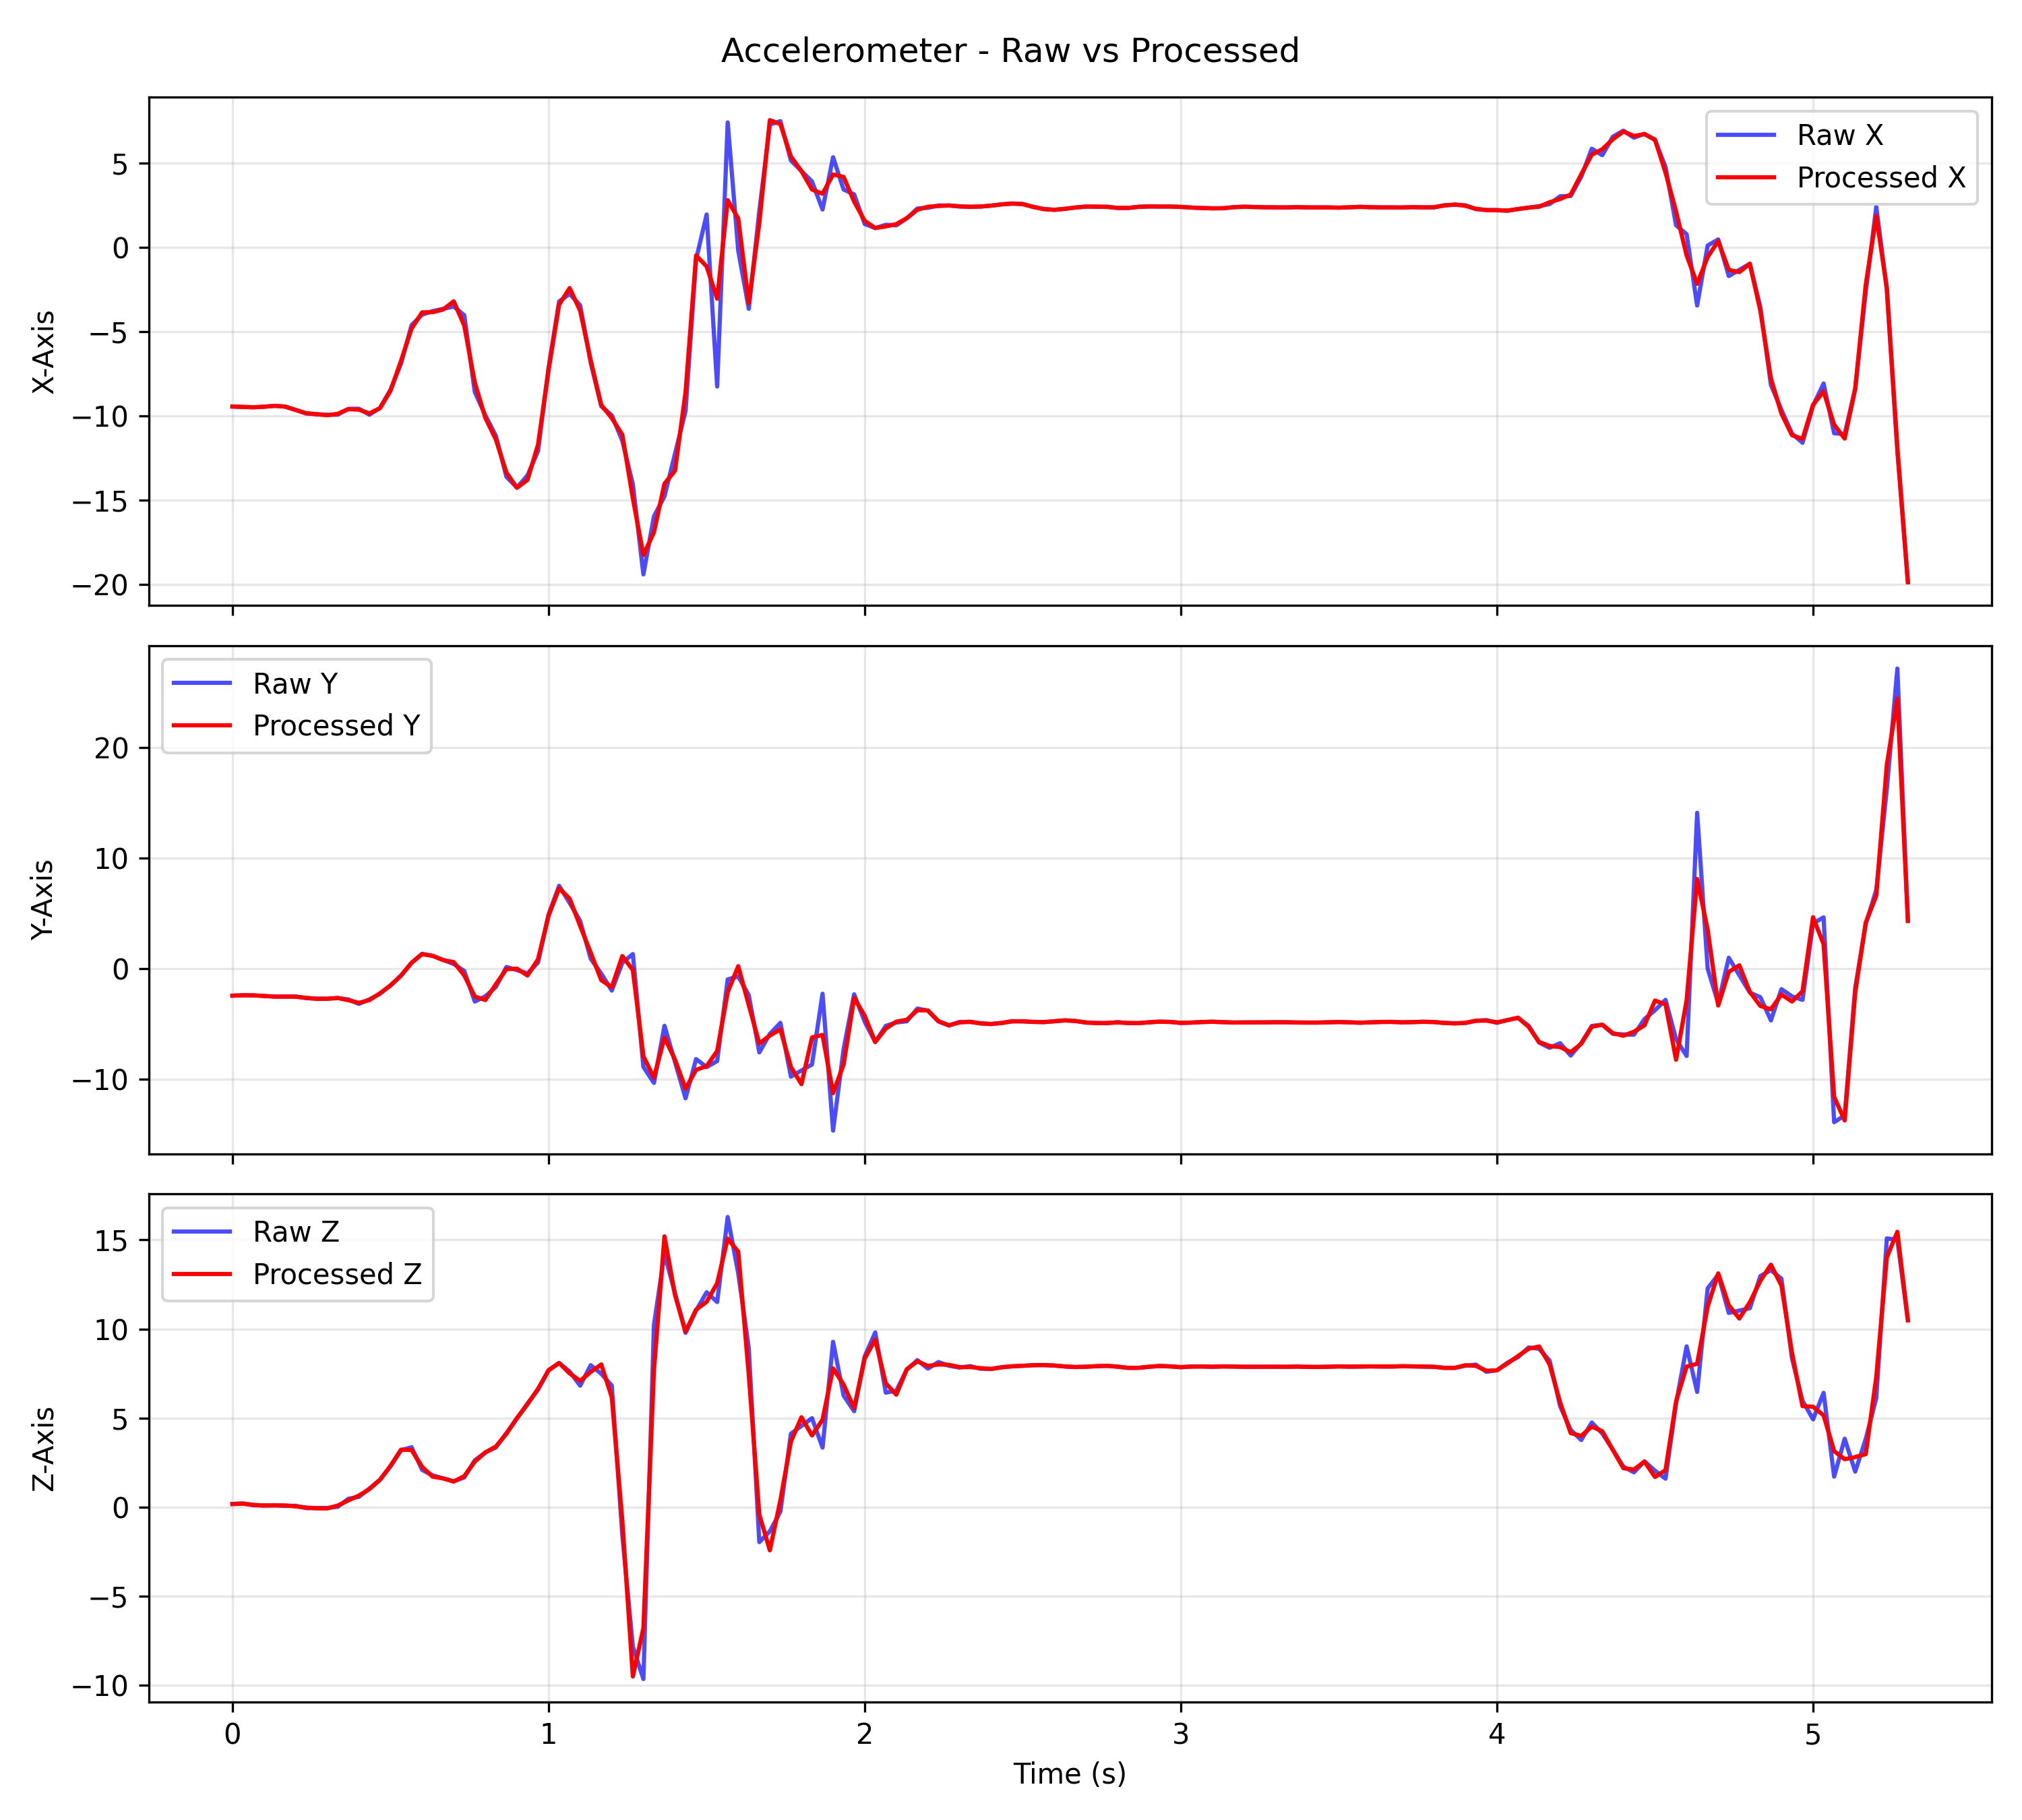 Accelerometer - Raw vs Processed
X-Axis
5
0
−5
−10
−15
−20
Raw X
Processed X
Y-Axis
20
10
0
−10
Raw Y
Processed Y
Z-Axis
15
10
5
0
−5
−10
Raw Z
Processed Z
0 1 2 3 4 5
Time (s)